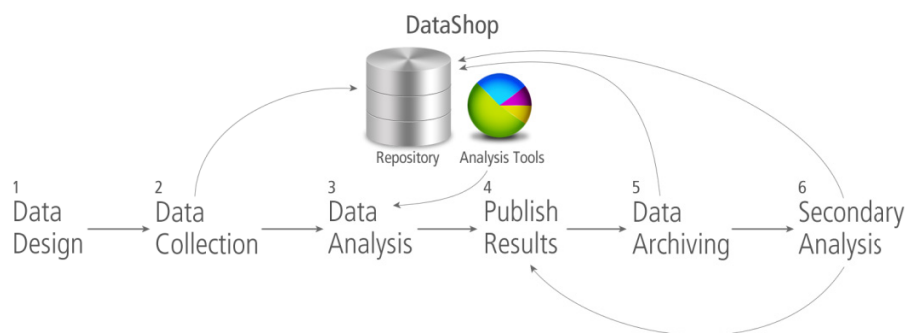 DataShop
Repository
Analysis Tools
1
Data
Design
2
Data
Collection
3
Data
Analysis
4
Publish
Results
5
Data
Archiving
6
Secondary
Analysis